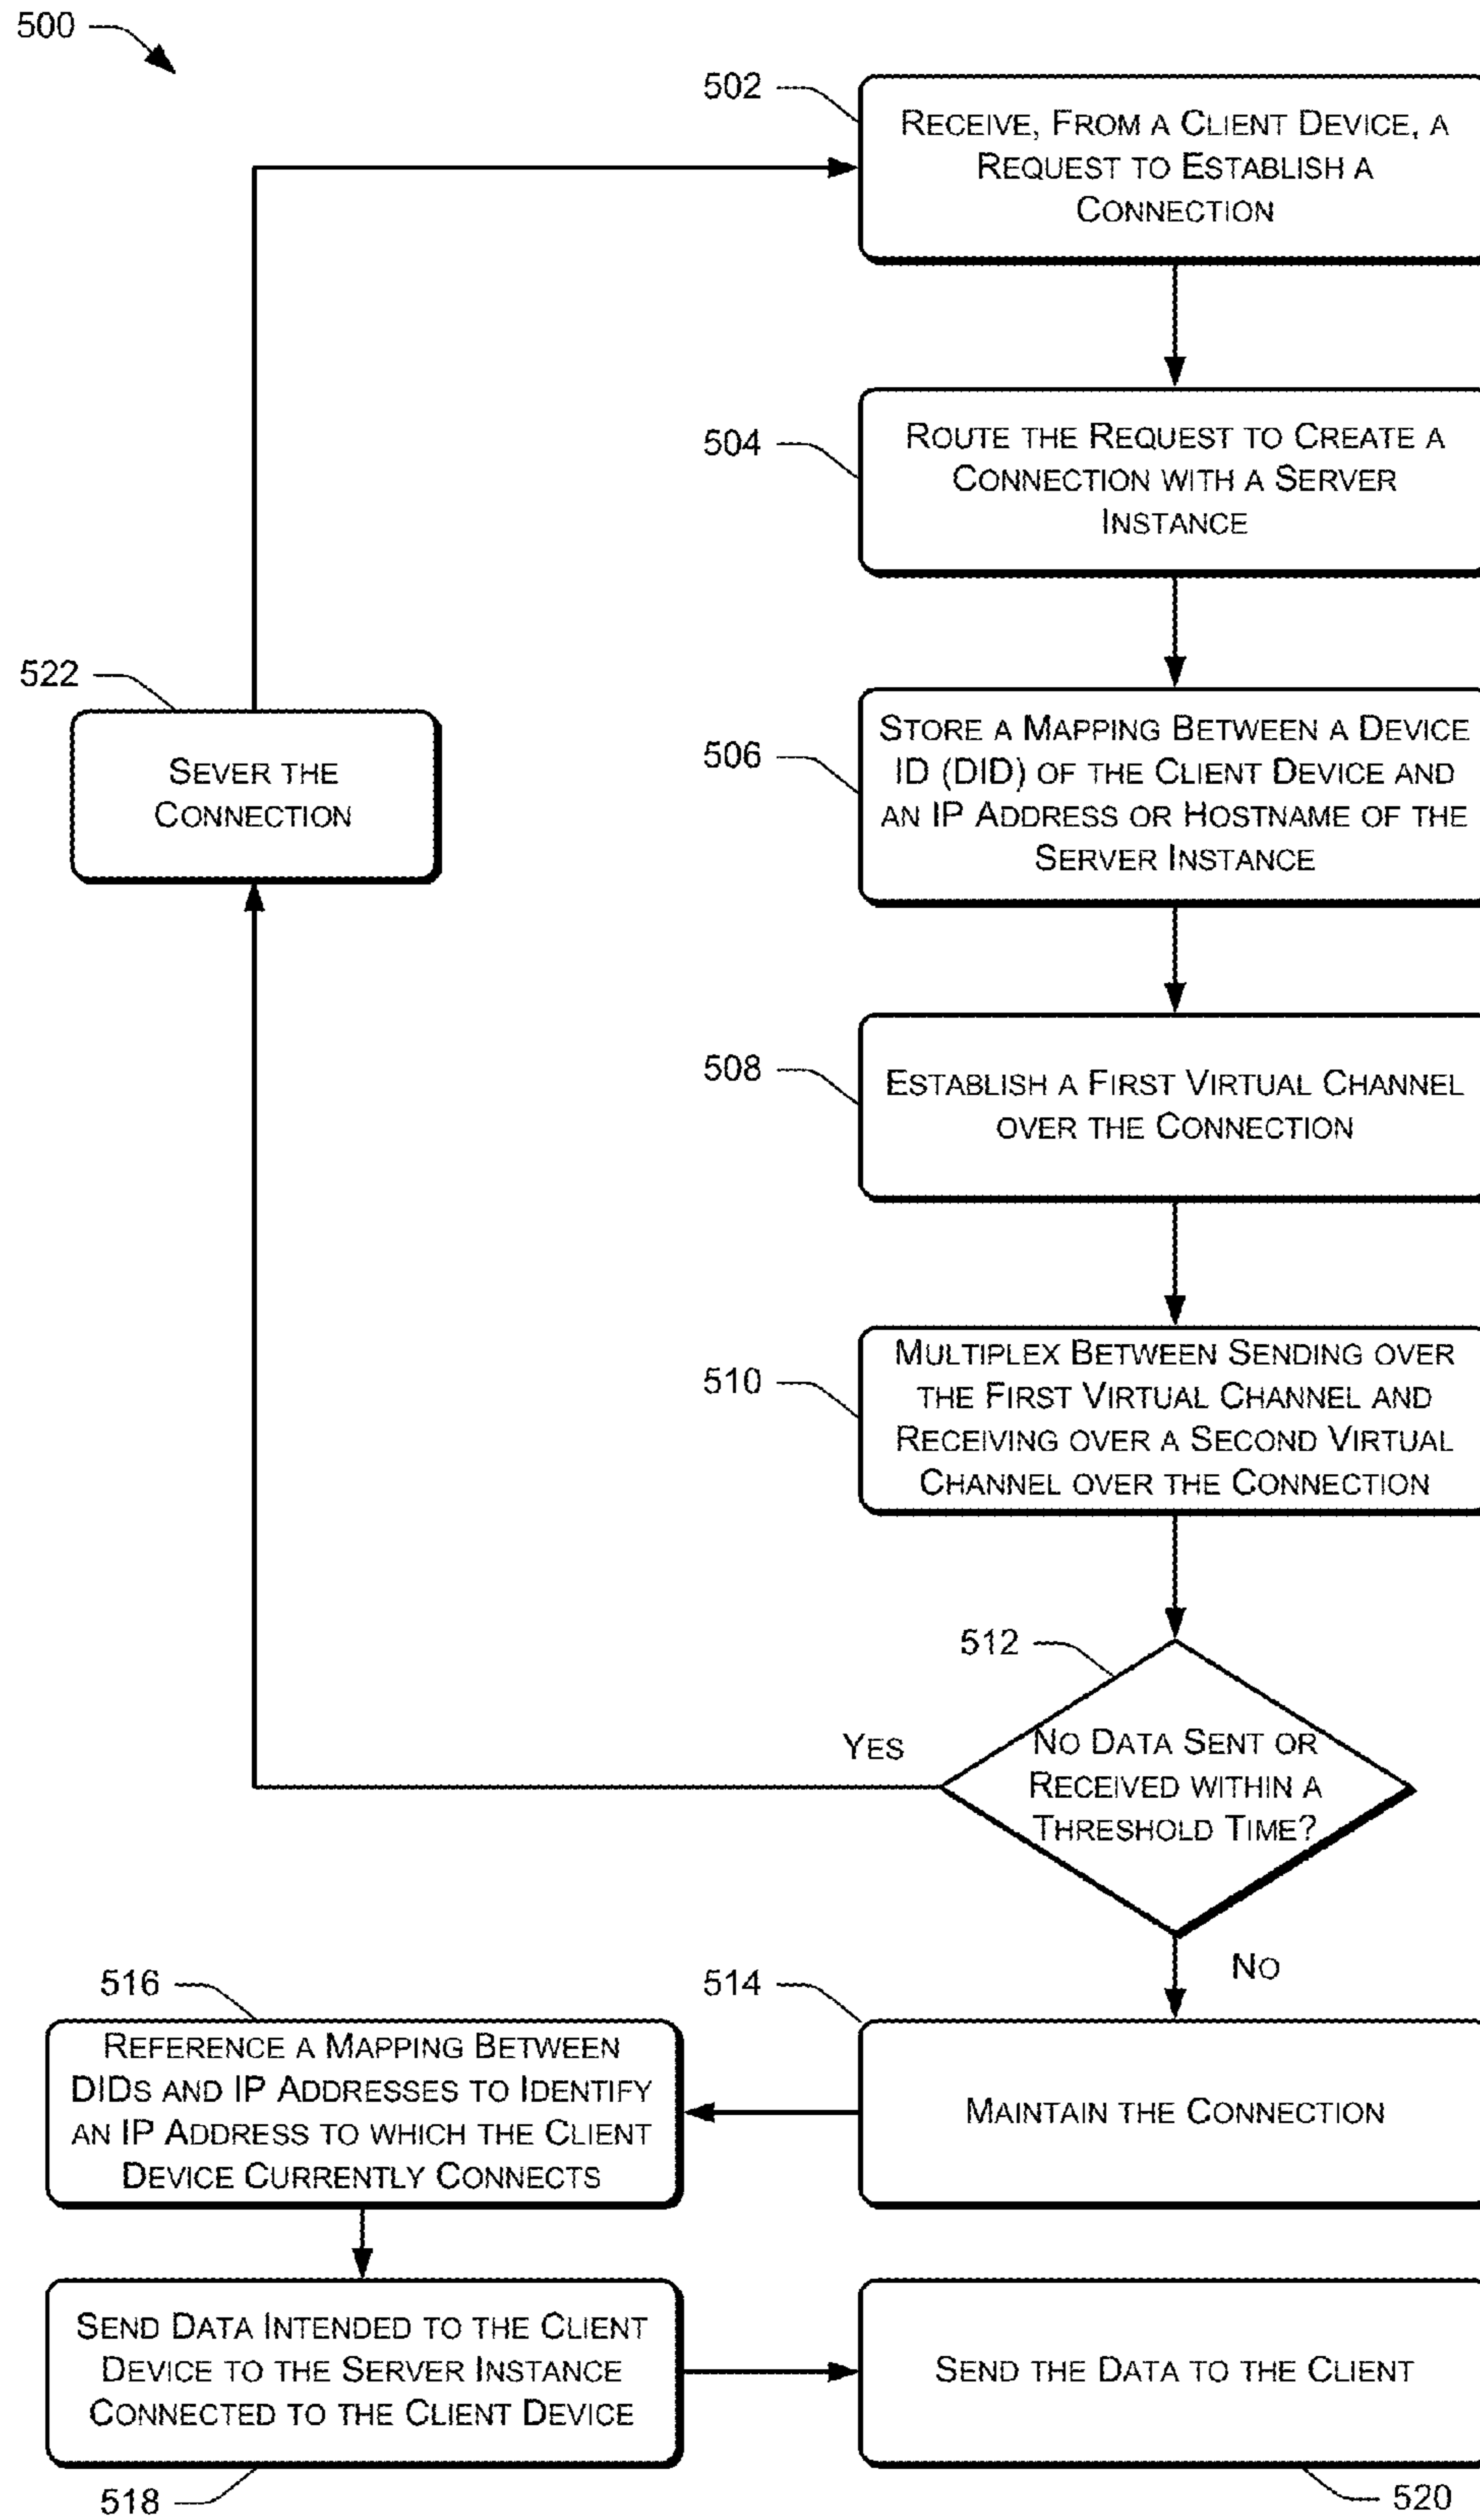 500
502
RECEIVE, FROM A CLIENT DEVICE, A
REQUEST TO ESTABLISH A
CONNECTION
504
ROUTE THE REQUEST TO CREATE A
CONNECTION WITH A SERVER
INSTANCE
506
STORE A MAPPING BETWEEN A DEVICE
ID (DID) OF THE CLIENT DEVICE AND
AN IP ADDRESS OR HOSTNAME OF THE
SERVER INSTANCE
522
SEVER THE
CONNECTION
508
ESTABLISH A FIRST VIRTUAL CHANNEL
OVER THE CONNECTION
510
MULTIPLEX BETWEEN SENDING OVER
THE FIRST VIRTUAL CHANNEL AND
RECEIVING OVER A SECOND VIRTUAL
CHANNEL OVER THE CONNECTION
512
NO DATA SENT OR
RECEIVED WITHIN A
THRESHOLD TIME?
YES
NO
514
MAINTAIN THE CONNECTION
516
REFERENCE A MAPPING BETWEEN
DIDS AND IP ADDRESSES TO IDENTIFY
AN IP ADDRESS TO WHICH THE CLIENT
DEVICE CURRENTLY CONNECTS
SEND DATA INTENDED TO THE CLIENT
DEVICE TO THE SERVER INSTANCE
CONNECTED TO THE CLIENT DEVICE
518
SEND THE DATA TO THE CLIENT
520